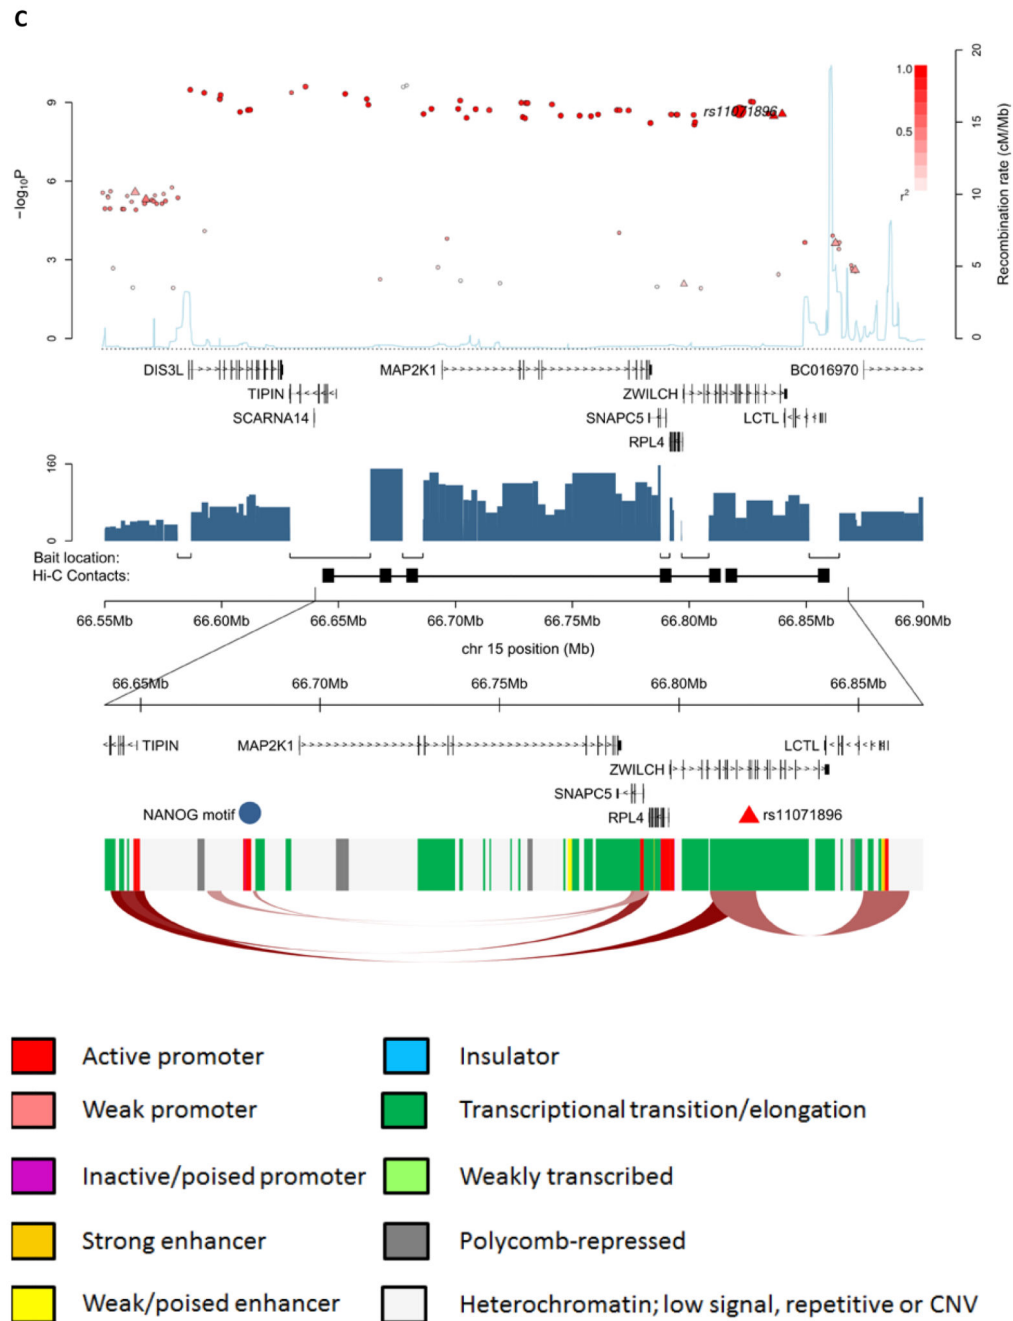 C
20
1.0
9
rs11071896
15
0.5
6
10
r²
-log₁₀P
Recombination rate (cM/Mb)
3
5
0
0
DIS3L
MAP2K1
BC016970
TIPIN
ZWILCH
SCARNA14
SNAPC5
LCTL
RPL4
160
0
Bait location:
Hi-C Contacts:
66.55Mb 66.60Mb 66.65Mb 66.70Mb 66.75Mb 66.80Mb 66.85Mb 66.90Mb
chr 15 position (Mb)
66.65Mb 66.70Mb 66.75Mb 66.80Mb 66.85Mb
TIPIN
MAP2K1
LCTL
ZWILCH
SNAPC5
NANOG motif
RPL4
rs11071896
Active promoter
Insulator
Weak promoter
Transcriptional transition/elongation
Inactive/poised promoter
Weakly transcribed
Strong enhancer
Polycomb-repressed
Weak/poised enhancer
Heterochromatin; low signal, repetitive or CNV